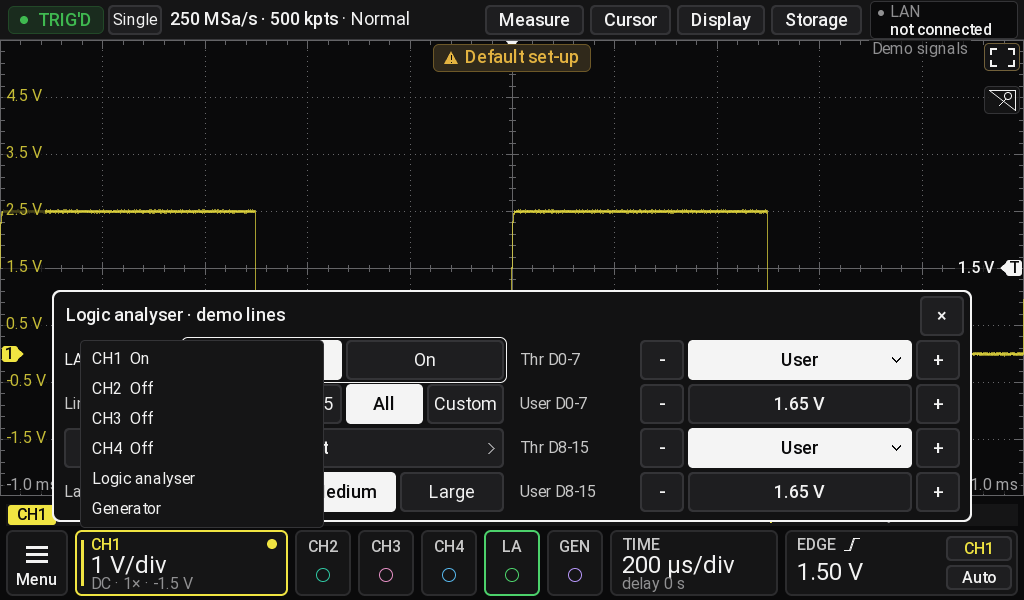 TRIG'D Single 250 MSa/s · 500 kpts · Normal Measure Cursor Display Storage LAN
not connected
Demo signals
Default set-up
4.5 V
3.5 V
2.5 V
1.5 V 1.5 V T
Logic analyser · demo lines ×
0.5 V
CH1 On On Thr D0-7 - User +
1
-0.5 V
CH2 Off 5 All Custom User D0-7 - 1.65 V +
CH3 Off
-1.5 V
CH4 Off Thr D8-15 - User +
Logic analyser
-1.0 ms Large User D8-15 - 1.65 V + 1.0 ms
Generator
CH1
CH1 CH2 CH3 CH4 LA GEN TIME EDGE CH1
1 V/div 200 µs/div 1.50 V
Menu DC · 1× · -1.5 V delay 0 s Auto